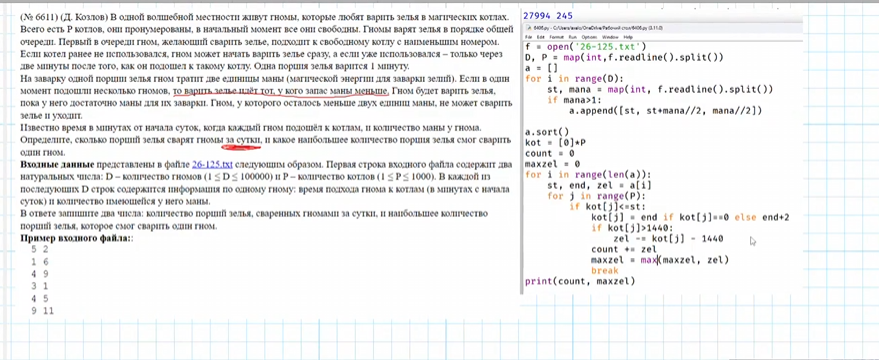 (№ 6611) (Д. Козлов) В одной волшебной местности живут гномы, которые любят варить зелья в магических котлах.
Всего есть P котлов, они пронумерованы, в начальный момент все они свободны. Гномы варят зелья в порядке общей
очереди. Первый в очереди гном, желающий сварить зелье, подходит к свободному котлу с наименьшим номером.
Если котел ранее не использовался, гном может начать варить зелье сразу, а если уже использовался – только через
две минуты после того, как он подошел к такому котлу. Одна порция зелья варится 1 минуту.
На заварку одной порции зелья гном тратит две единицы маны (магической энергии для заварки зелий). Если в один
момент подошли несколько гномов, то варить зелье идёт тот, у кого запас маны меньше. Гном будет варить зелья,
пока у него достаточно маны для их заварки. Гном, у которого осталось меньше двух единиц маны, не может сварить
зелье и уходит.
Известно время в минутах от начала суток, когда каждый гном подошёл к котлам, и количество маны у гнома.
Определите, сколько порций зелья сварят гномы за сутки, и какое наибольшее количество порций зелья смог сварить
один гном.
Входные данные представлены в файле 26-125.txt следующим образом. Первая строка входного файла содержит два
натуральных числа: D – количество гномов (1 ≤ D ≤ 100000) и P – количество котлов (1 ≤ P ≤ 1000). В каждой из
последующих D строк содержится информация по одному гному: время подхода гнома к котлам (в минутах с начала
суток) и количество имеющейся у него маны.
В ответе запишите два числа: количество порций зелья, сваренных гномами за сутки, и наибольшее количество
порций зелья, которое смог сварить один гном.
Пример входного файла::
5 2
1 6
4 9
3 1
4 5
9 11
27994 245
File Edit Format Run Options Window Help
f = open('26-125.txt')
D, P = map(int,f.readline().split())
a = []
for i in range(D):
st, mana = map(int, f.readline().split())
if mana>1:
a.append([st, st+mana//2, mana//2])
a.sort()
kot = [0]*P
count = 0
maxzel = 0
for i in range(len(a)):
st, end, zel = a[i]
for j in range(P):
if kot[j]<=st:
kot[j] = end if kot[j]==0 else end+2
if kot[j]>1440:
zel -= kot[j] - 1440
count += zel
maxzel = max(maxzel, zel)
break
print(count, maxzel)